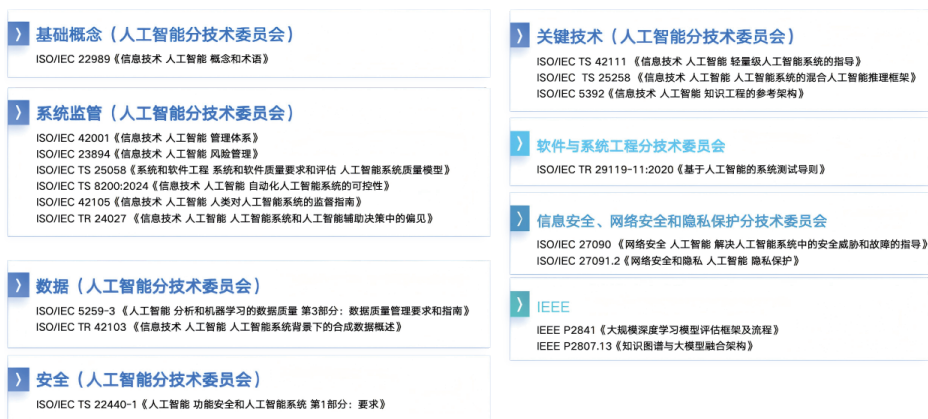 基础概念（人工智能分技术委员会）
ISO/IEC 22989《信息技术 人工智能 概念和术语》
系统监管（人工智能分技术委员会）
ISO/IEC 42001《信息技术 人工智能 管理体系》
ISO/IEC 23894《信息技术 人工智能 风险管理》
ISO/IEC TS 25058《系统和软件工程 系统和软件质量要求和评估 人工智能系统质量模型》
ISO/IEC TS 8200:2024《信息技术 人工智能 自动化人工智能系统的可控性》
ISO/IEC 42105《信息技术 人工智能 人类对人工智能系统的监督指南》
ISO/IEC TR 24027 《信息技术 人工智能 人工智能系统和人工智能辅助决策中的偏见》
数据（人工智能分技术委员会）
ISO/IEC 5259-3 《人工智能 分析和机器学习的数据质量 第3部分：数据质量管理要求和指南》
ISO/IEC TR 42103 《信息技术 人工智能 人工智能系统背景下的合成数据概述》
安全（人工智能分技术委员会）
ISO/IEC TS 22440-1《人工智能 功能安全和人工智能系统 第1部分：要求》
关键技术（人工智能分技术委员会）
ISO/IEC TS 42111 《信息技术 人工智能 轻量级人工智能系统的指导》
ISO/IEC TS 25258 《信息技术 人工智能 人工智能系统的混合人工智能推理框架》
ISO/IEC 5392《信息技术 人工智能 知识工程的参考架构》
软件与系统工程分技术委员会
ISO/IEC TR 29119-11:2020《基于人工智能的系统测试导则》
信息安全、网络安全和隐私保护分技术委员会
ISO/IEC 27090 《网络安全 人工智能 解决人工智能系统中的安全威胁和故障的指导》
ISO/IEC 27091.2《网络安全和隐私 人工智能 隐私保护》
IEEE
IEEE P2841《大规模深度学习模型评估框架及流程》
IEEE P2807.13《知识图谱与大模型融合架构》